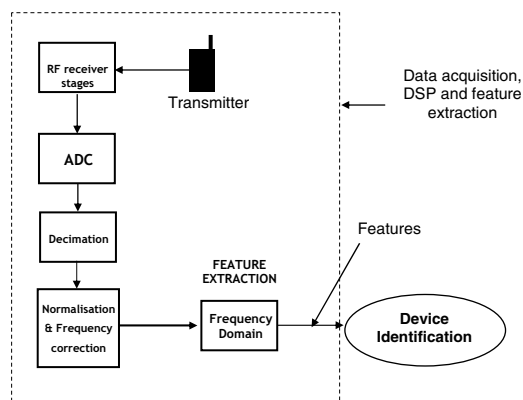 RF receiver
stages
Transmitter
Data acquisition,
DSP and feature
extraction
ADC
Decimation
Features
FEATURE
EXTRACTION
Normalisation
& Frequency
correction
Frequency
Domain
Device
Identification